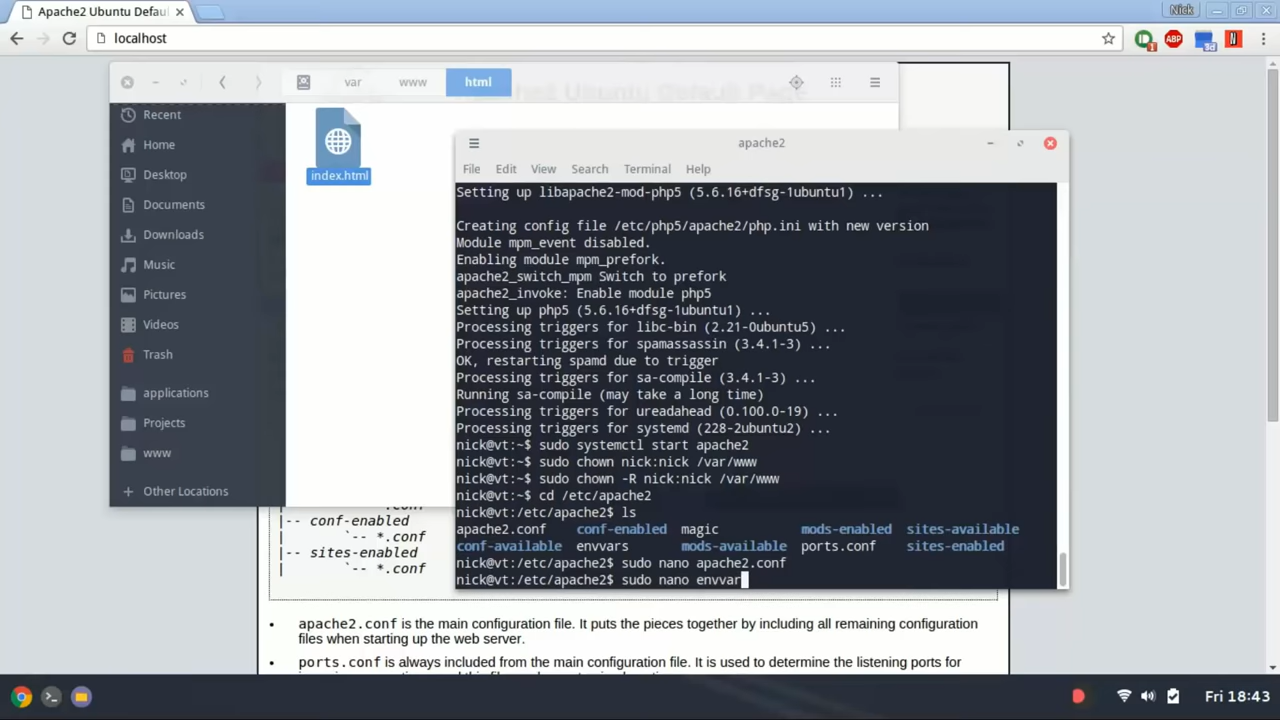 Apache2 Ubuntu Defau
Nick
localhost
1
ABP
3d
var
www
html
Recent
Home
Desktop
Documents
Downloads
Music
Pictures
Videos
Trash
applications
Projects
www
Other Locations
index.html
Ubuntu Default Page
apache2
File Edit View Search Terminal Help
Setting up libapache2-mod-php5 (5.6.16+dfsg-1ubuntu1) ...
Creating config file /etc/php5/apache2/php.ini with new version
Module mpm_event disabled.
Enabling module mpm_prefork.
apache2_switch_mpm Switch to prefork
apache2_invoke: Enable module php5
Setting up php5 (5.6.16+dfsg-1ubuntu1) ...
Processing triggers for libc-bin (2.21-0ubuntu5) ...
Processing triggers for spamassassin (3.4.1-3) ...
OK, restarting spamd due to trigger
Processing triggers for sa-compile (3.4.1-3) ...
Running sa-compile (may take a long time)
Processing triggers for ureadahead (0.100.0-19) ...
Processing triggers for systemd (228-2ubuntu2) ...
nick@vt:~$ sudo systemctl start apache2
nick@vt:~$ sudo chown nick:nick /var/www
nick@vt:~$ sudo chown -R nick:nick /var/www
nick@vt:~$ cd /etc/apache2
nick@vt:/etc/apache2$ ls
apache2.conf conf-enabled magic mods-enabled sites-available
conf-available envvars mods-available ports.conf sites-enabled
nick@vt:/etc/apache2$ sudo nano apache2.conf
nick@vt:/etc/apache2$ sudo nano envvar
|-- conf-enabled
| `-- *.conf
|-- sites-enabled
| `-- *.conf
• apache2.conf is the main configuration file. It puts the pieces together by including all remaining configuration
files when starting up the web server.
• ports.conf is always included from the main configuration file. It is used to determine the listening ports for
Fri 18:43